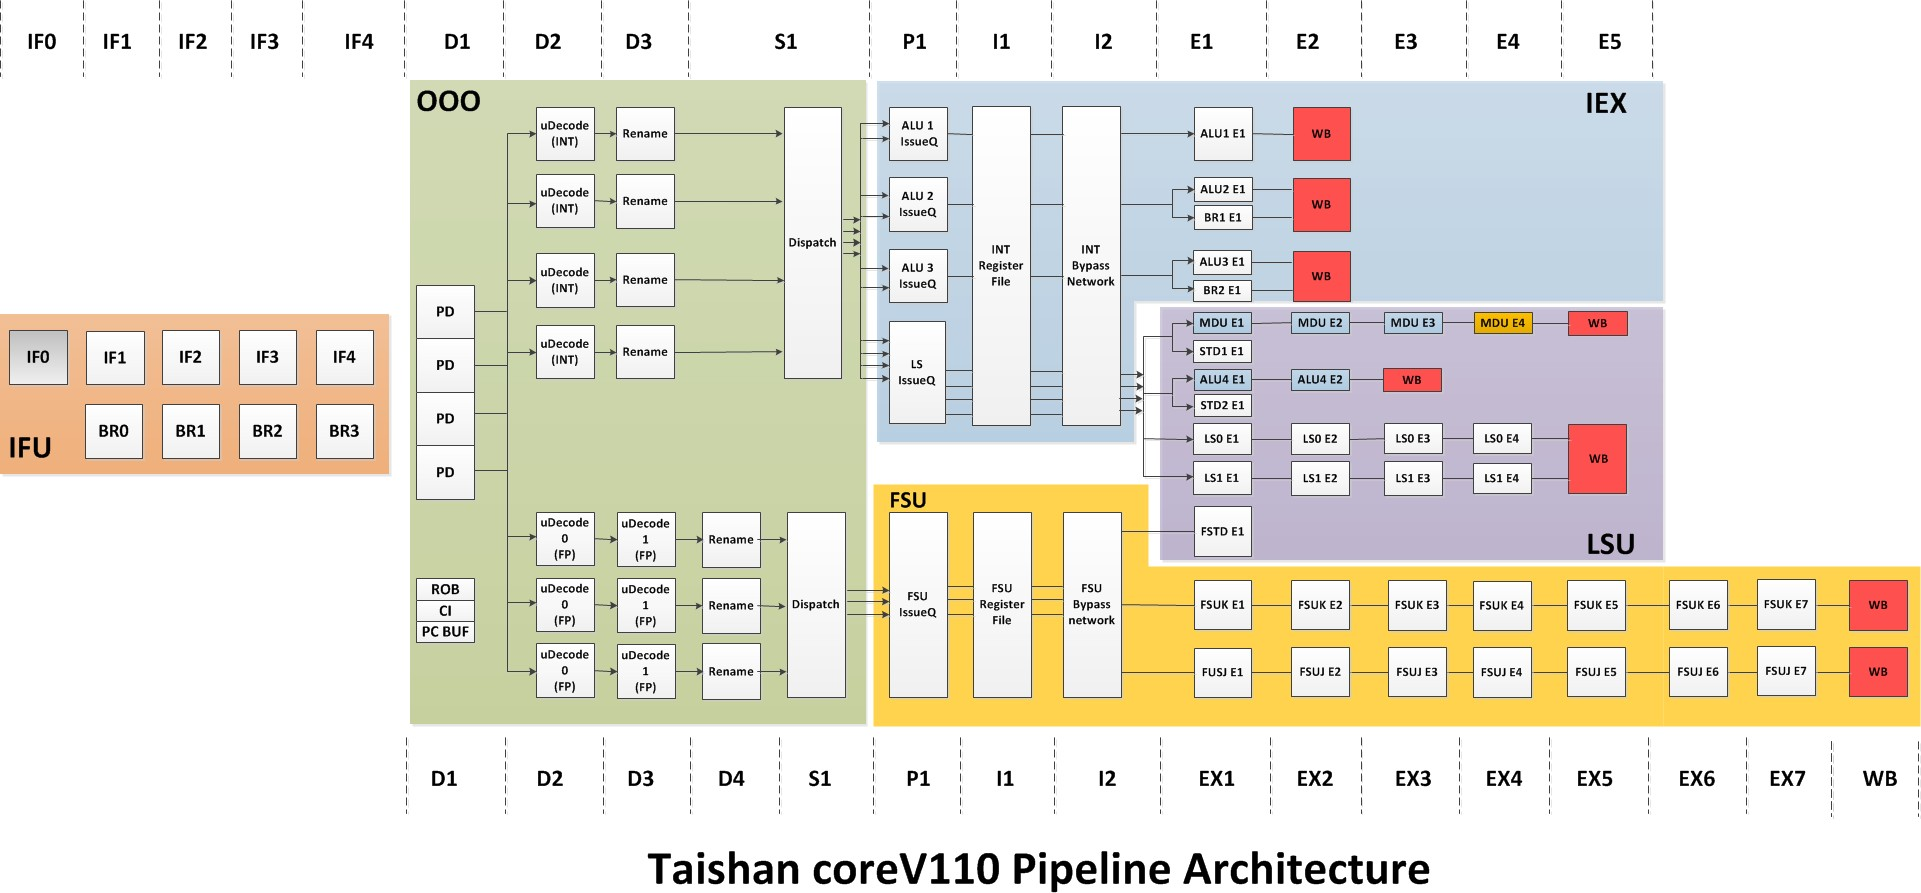 IF0 IF1 IF2 IF3 IF4 D1 D2 D3 S1 P1 I1 I2 E1 E2 E3 E4 E5
OOO
IEX
uDecode
(INT)
Rename
uDecode
(INT)
Rename
uDecode
(INT)
Rename
uDecode
(INT)
Rename
Dispatch
ALU 1
IssueQ
ALU 2
IssueQ
ALU 3
IssueQ
LS
IssueQ
INT
Register
File
INT
Bypass
Network
ALU1 E1
WB
ALU2 E1
BR1 E1
WB
ALU3 E1
BR2 E1
WB
PD
PD
PD
PD
IF0 IF1 IF2 IF3 IF4
BR0 BR1 BR2 BR3
IFU
MDU E1 MDU E2 MDU E3 MDU E4 WB
STD1 E1
ALU4 E1 ALU4 E2 WB
STD2 E1
LS0 E1 LS0 E2 LS0 E3 LS0 E4
WB
LS1 E1 LS1 E2 LS1 E3 LS1 E4
FSTD E1
LSU
FSU
uDecode
0
(FP)
uDecode
1
(FP)
Rename
uDecode
0
(FP)
uDecode
1
(FP)
Rename
uDecode
0
(FP)
uDecode
1
(FP)
Rename
Dispatch
ROB
CI
PC BUF
FSU
IssueQ
FSU
Register
File
FSU
Bypass
network
FSUK E1 FSUK E2 FSUK E3 FSUK E4 FSUK E5 FSUK E6 FSUK E7 WB
FUSJ E1 FSUJ E2 FSUJ E3 FSUJ E4 FSUJ E5 FSUJ E6 FSUJ E7 WB
D1 D2 D3 D4 S1 P1 I1 I2 EX1 EX2 EX3 EX4 EX5 EX6 EX7 WB
Taishan coreV110 Pipeline Architecture